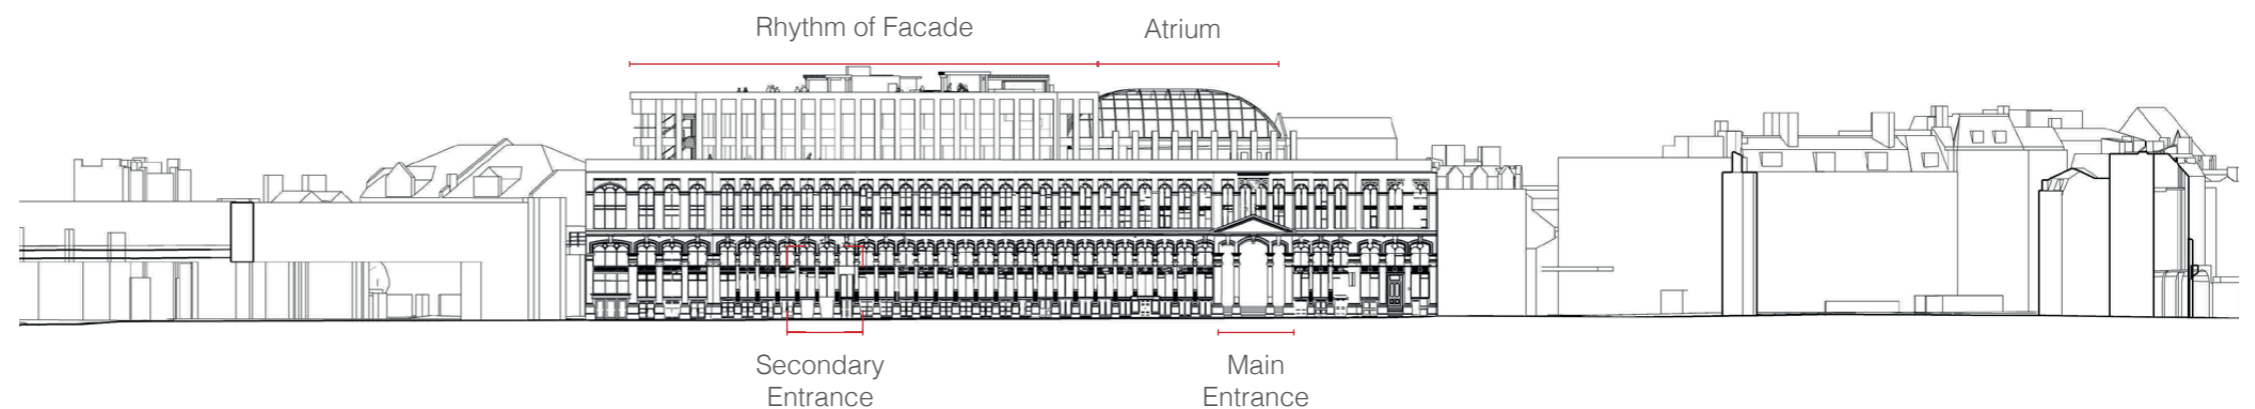 Rhythm of Facade
Atrium
Secondary
Entrance
Main
Entrance